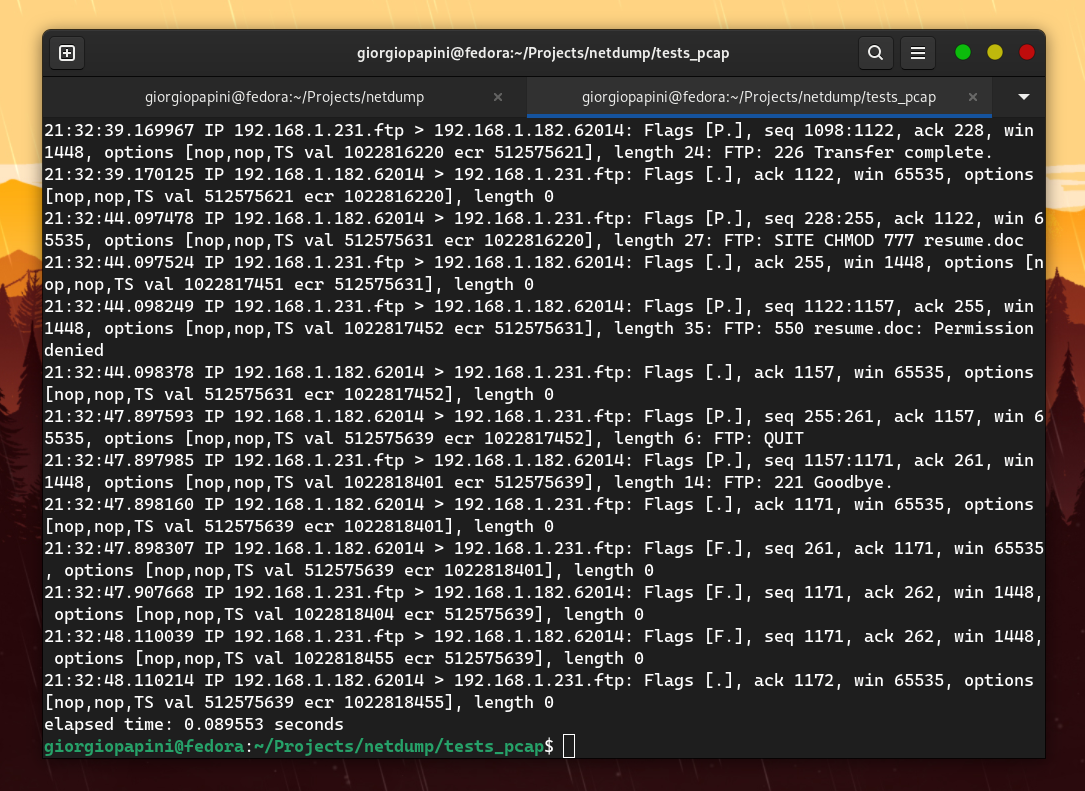 giorgiopapini@fedora:~/Projects/netdump/tests_pcap
giorgiopapini@fedora:~/Projects/netdump × giorgiopapini@fedora:~/Projects/netdump/tests_pcap ×
21:32:39.169967 IP 192.168.1.231.ftp > 192.168.1.182.62014: Flags [P.], seq 1098:1122, ack 228, win
1448, options [nop,nop,TS val 1022816220 ecr 512575621], length 24: FTP: 226 Transfer complete.
21:32:39.170125 IP 192.168.1.182.62014 > 192.168.1.231.ftp: Flags [.], ack 1122, win 65535, options
[nop,nop,TS val 512575621 ecr 1022816220], length 0
21:32:44.097478 IP 192.168.1.182.62014 > 192.168.1.231.ftp: Flags [P.], seq 228:255, ack 1122, win 6
5535, options [nop,nop,TS val 512575631 ecr 1022816220], length 27: FTP: SITE CHMOD 777 resume.doc
21:32:44.097524 IP 192.168.1.231.ftp > 192.168.1.182.62014: Flags [.], ack 255, win 1448, options [n
op,nop,TS val 1022817451 ecr 512575631], length 0
21:32:44.098249 IP 192.168.1.231.ftp > 192.168.1.182.62014: Flags [P.], seq 1122:1157, ack 255, win
1448, options [nop,nop,TS val 1022817452 ecr 512575631], length 35: FTP: 550 resume.doc: Permission
denied
21:32:44.098378 IP 192.168.1.182.62014 > 192.168.1.231.ftp: Flags [.], ack 1157, win 65535, options
[nop,nop,TS val 512575631 ecr 1022817452], length 0
21:32:47.897593 IP 192.168.1.182.62014 > 192.168.1.231.ftp: Flags [P.], seq 255:261, ack 1157, win 6
5535, options [nop,nop,TS val 512575639 ecr 1022817452], length 6: FTP: QUIT
21:32:47.897985 IP 192.168.1.231.ftp > 192.168.1.182.62014: Flags [P.], seq 1157:1171, ack 261, win
1448, options [nop,nop,TS val 1022818401 ecr 512575639], length 14: FTP: 221 Goodbye.
21:32:47.898160 IP 192.168.1.182.62014 > 192.168.1.231.ftp: Flags [.], ack 1171, win 65535, options
[nop,nop,TS val 512575639 ecr 1022818401], length 0
21:32:47.898307 IP 192.168.1.182.62014 > 192.168.1.231.ftp: Flags [F.], seq 261, ack 1171, win 65535
, options [nop,nop,TS val 512575639 ecr 1022818401], length 0
21:32:47.907668 IP 192.168.1.231.ftp > 192.168.1.182.62014: Flags [F.], seq 1171, ack 262, win 1448,
options [nop,nop,TS val 1022818404 ecr 512575639], length 0
21:32:48.110039 IP 192.168.1.231.ftp > 192.168.1.182.62014: Flags [F.], seq 1171, ack 262, win 1448,
options [nop,nop,TS val 1022818455 ecr 512575639], length 0
21:32:48.110214 IP 192.168.1.182.62014 > 192.168.1.231.ftp: Flags [.], ack 1172, win 65535, options
[nop,nop,TS val 512575639 ecr 1022818455], length 0
elapsed time: 0.089553 seconds
giorgiopapini@fedora:~/Projects/netdump/tests_pcap$